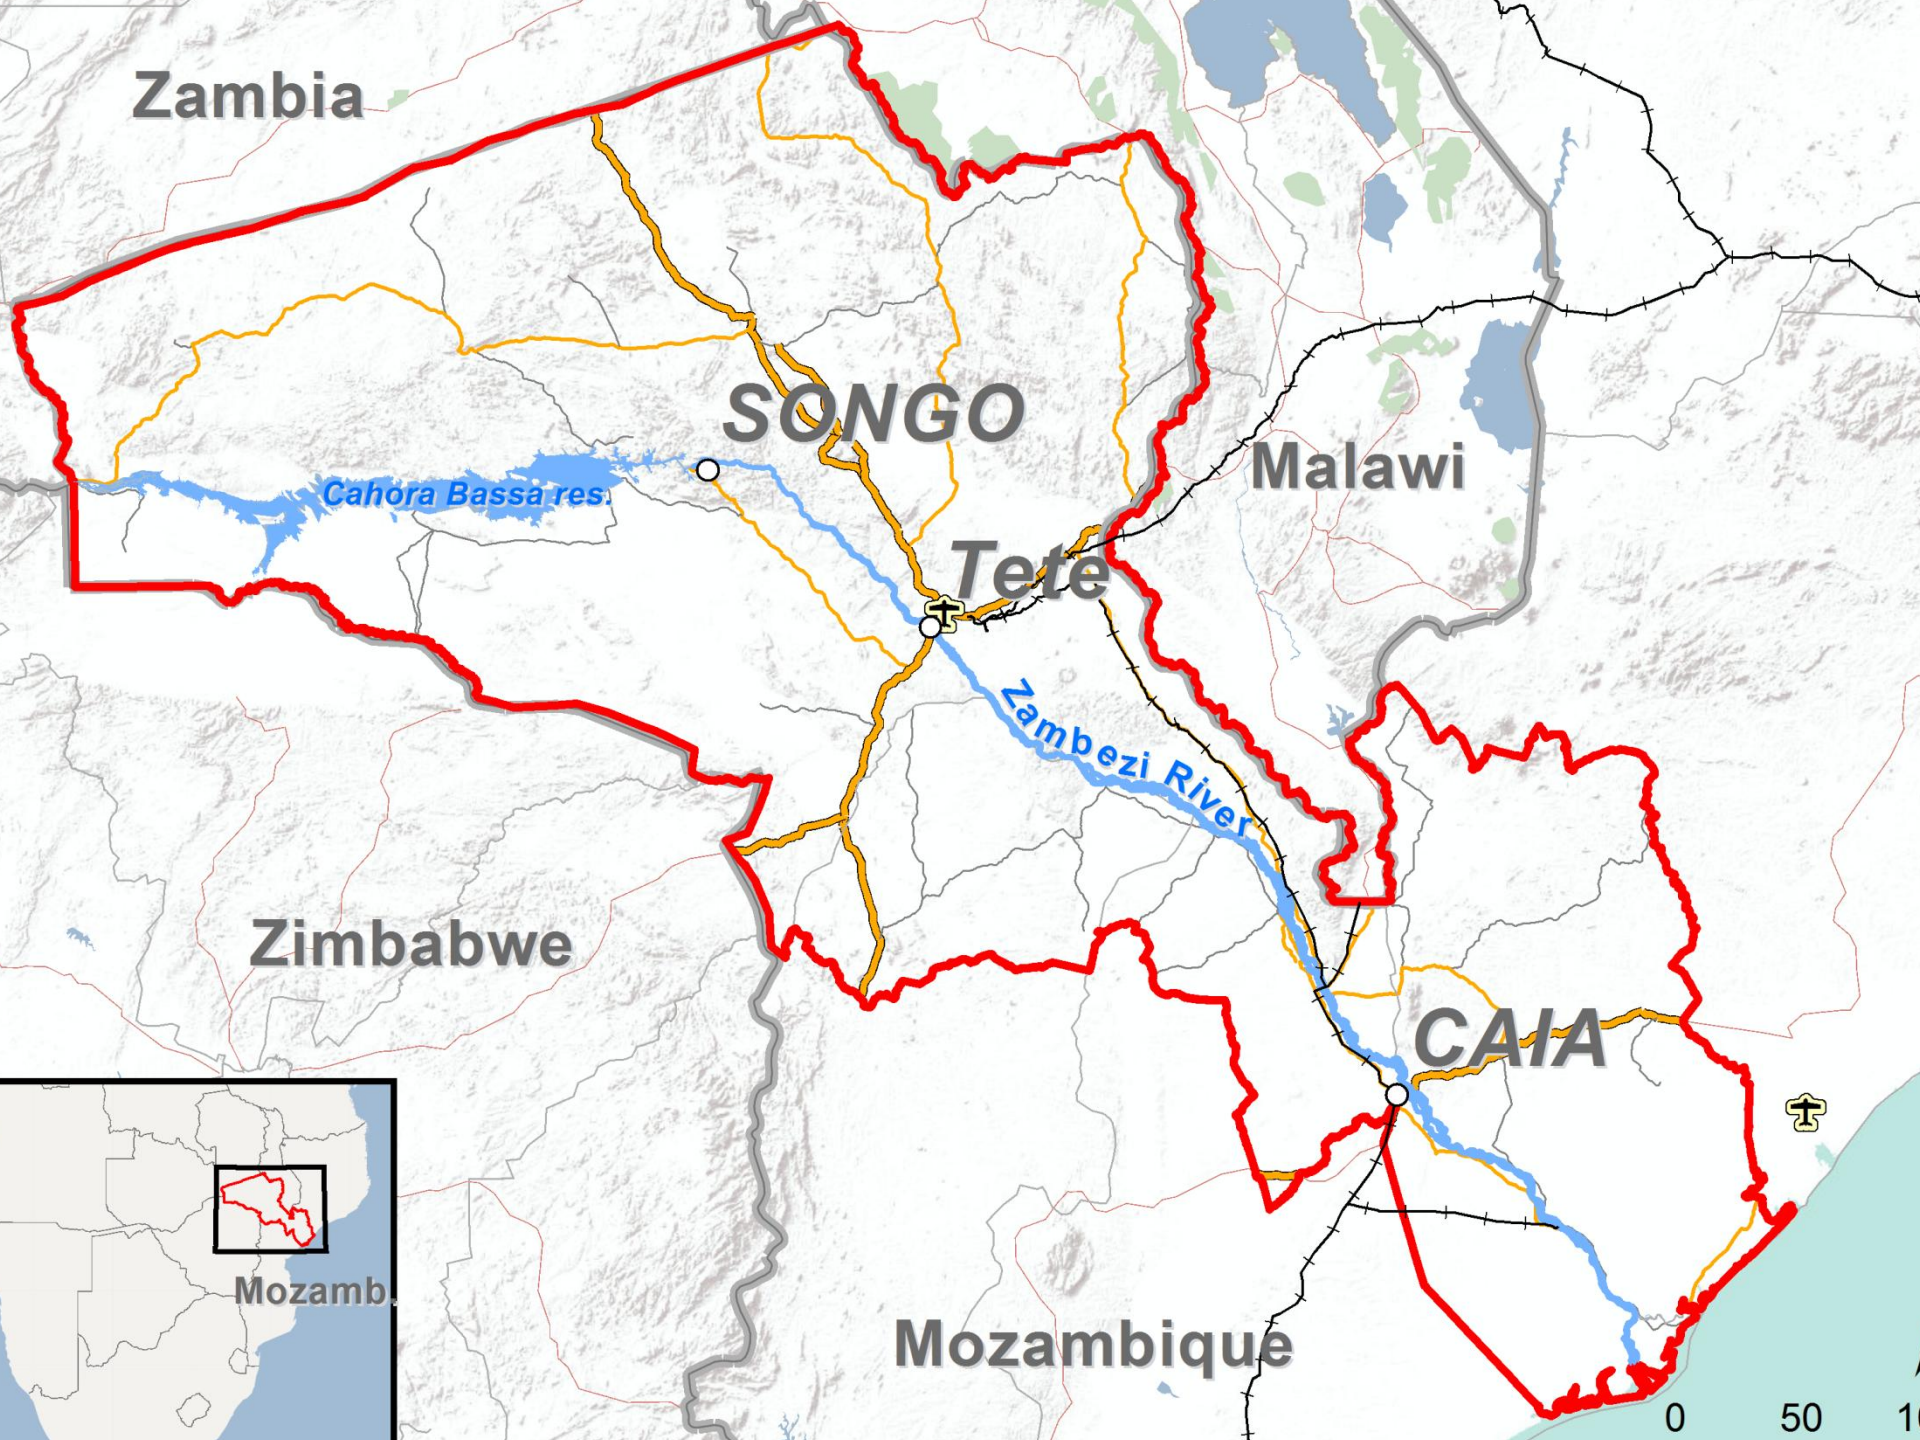 Zambia
SONGO
Malawi
Cahora Bassa res.
Tete
Zambezi River
Zimbabwe
CAIA
Mozamb.
Mozambique
0 50